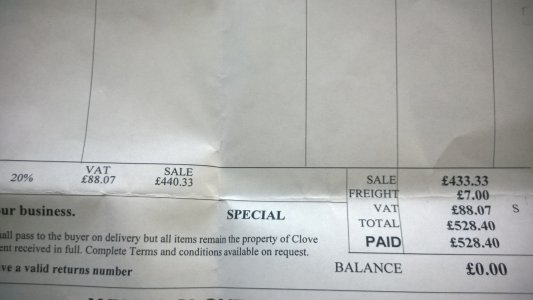 VAT SALE
20% £88.07 £440.33
SALE £433.33
FREIGHT £7.00
VAT £88.07 S
TOTAL £528.40
PAID £528.40
BALANCE £0.00
ur business.
SPECIAL
all pass to the buyer on delivery but all items remain the property of Clove
ent received in full. Complete Terms and conditions available on request.
ve a valid returns number